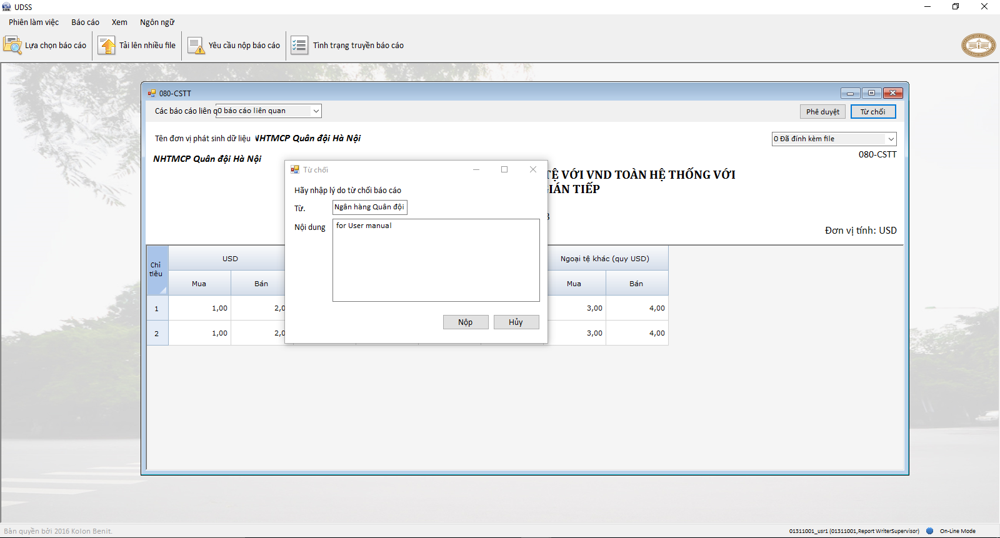 UDSS
Phiên làm việc Báo cáo Xem Ngôn ngữ
Lựa chọn báo cáo Tải lên nhiều file Yêu cầu nộp báo cáo Tình trạng truyền báo cáo
080-CSTT
Các báo cáo liên q 0 báo cáo liên quan Phê duyệt Từ chối
Tên đơn vị phát sinh dữ liệu NHTMCP Quân đội Hà Nội 0 Đã đính kèm file
080-CSTT
NHTMCP Quân đội Hà Nội
TỆ VỚI VND TOÀN HỆ THỐNG VỚI
GIÁN TIẾP
Đơn vị tính: USD
Từ chối
Hãy nhập lý do từ chối báo cáo
Từ. Ngân hàng Quân đội
Nội dung for User manual
Nộp Hủy
Chỉ tiêu USD Ngoại tệ khác (quy USD)
Mua Bán Mua Bán
1 1,00 2,0 3,00 4,00
2 1,00 2,0 3,00 4,00
Bản quyền bởi 2016 Kolon Benit. 01311001_usr1 (01311001,Report WriterSupervisor) On-Line Mode